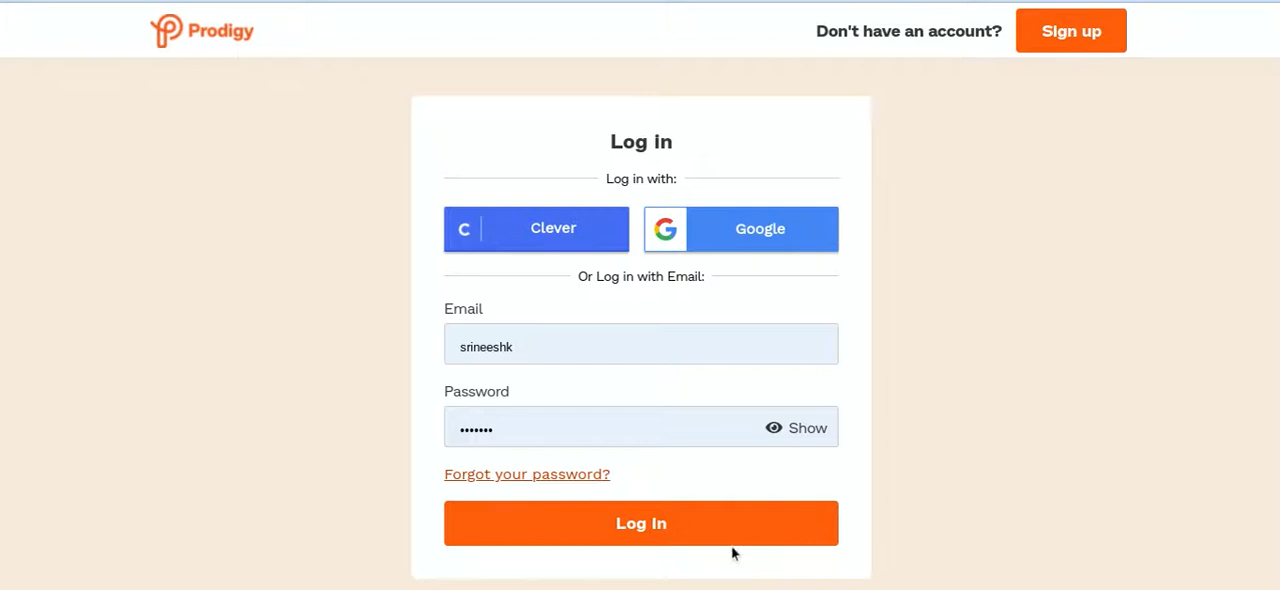 Prodigy
Don't have an account? Sign up
Log in
Log in with:
C Clever
G Google
Or Log in with Email:
Email
srineeshk
Password
•••••••
Show
Forgot your password?
Log In